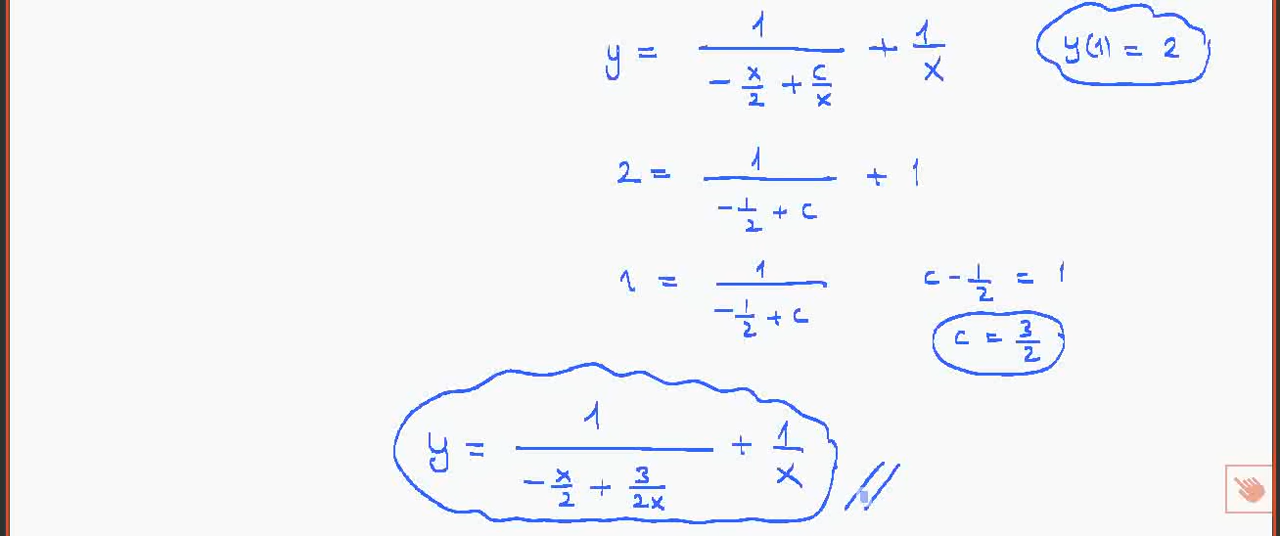 y = 1/(-x/2 + c/x) + 1/x    y(1) = 2
2 = 1/(-1/2 + c) + 1
1 = 1/(-1/2 + c)    c - 1/2 = 1
c = 3/2
y = 1/(-x/2 + 3/2x) + 1/x